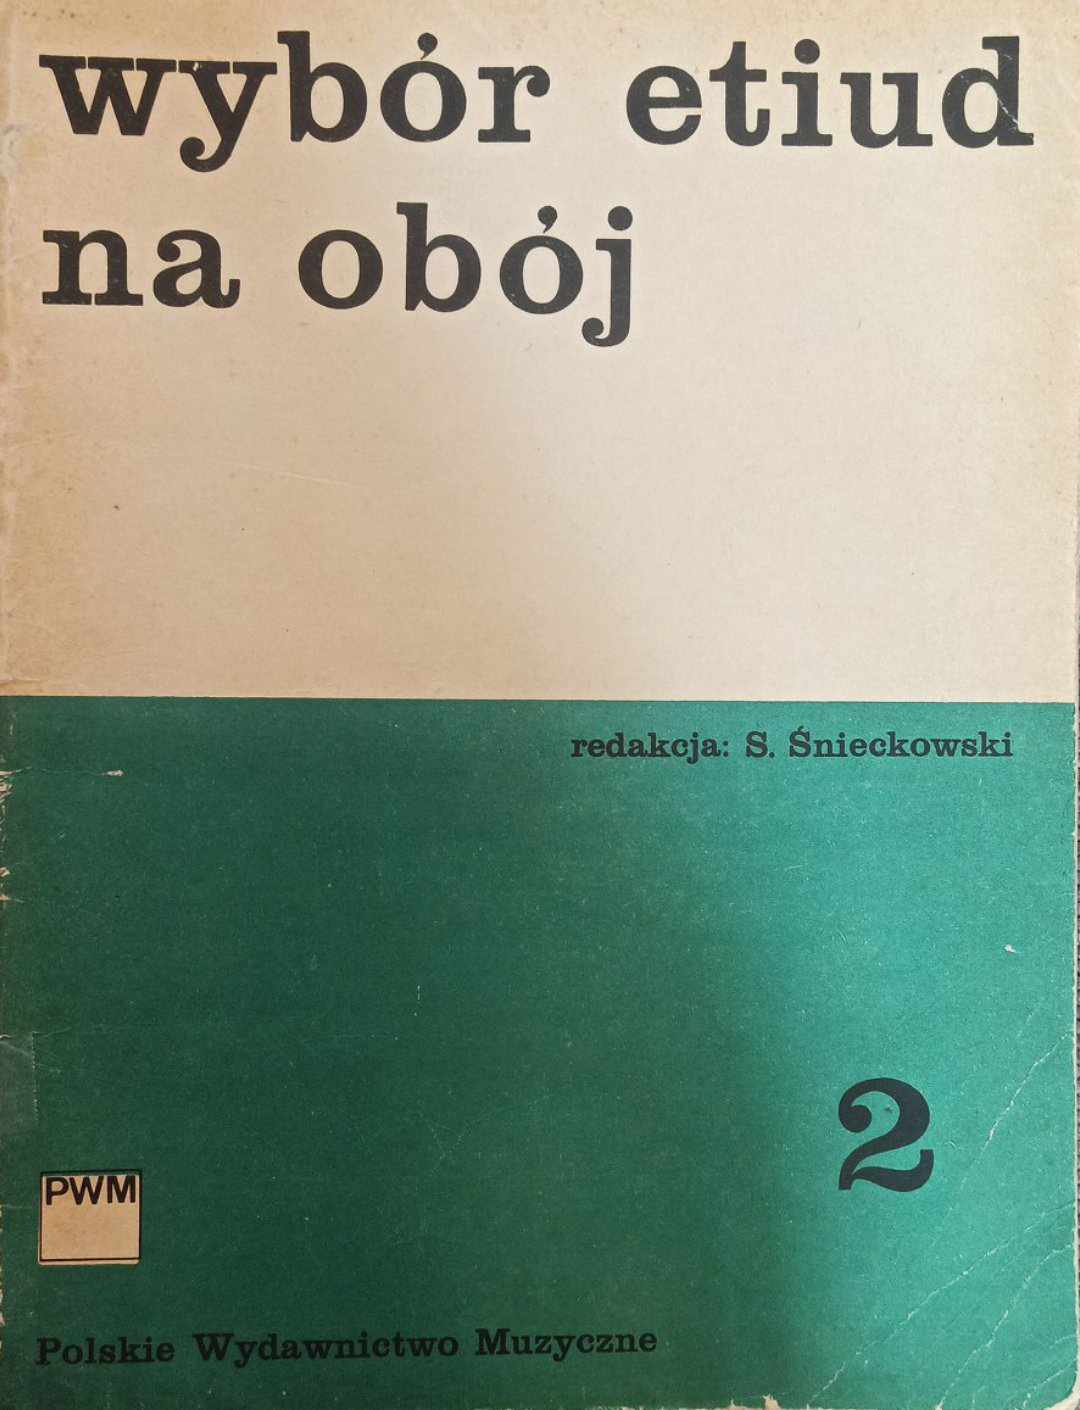 wybór etiud
na obój
redakcja: S. Śnieckowski
2
PWM
Polskie Wydawnictwo Muzyczne